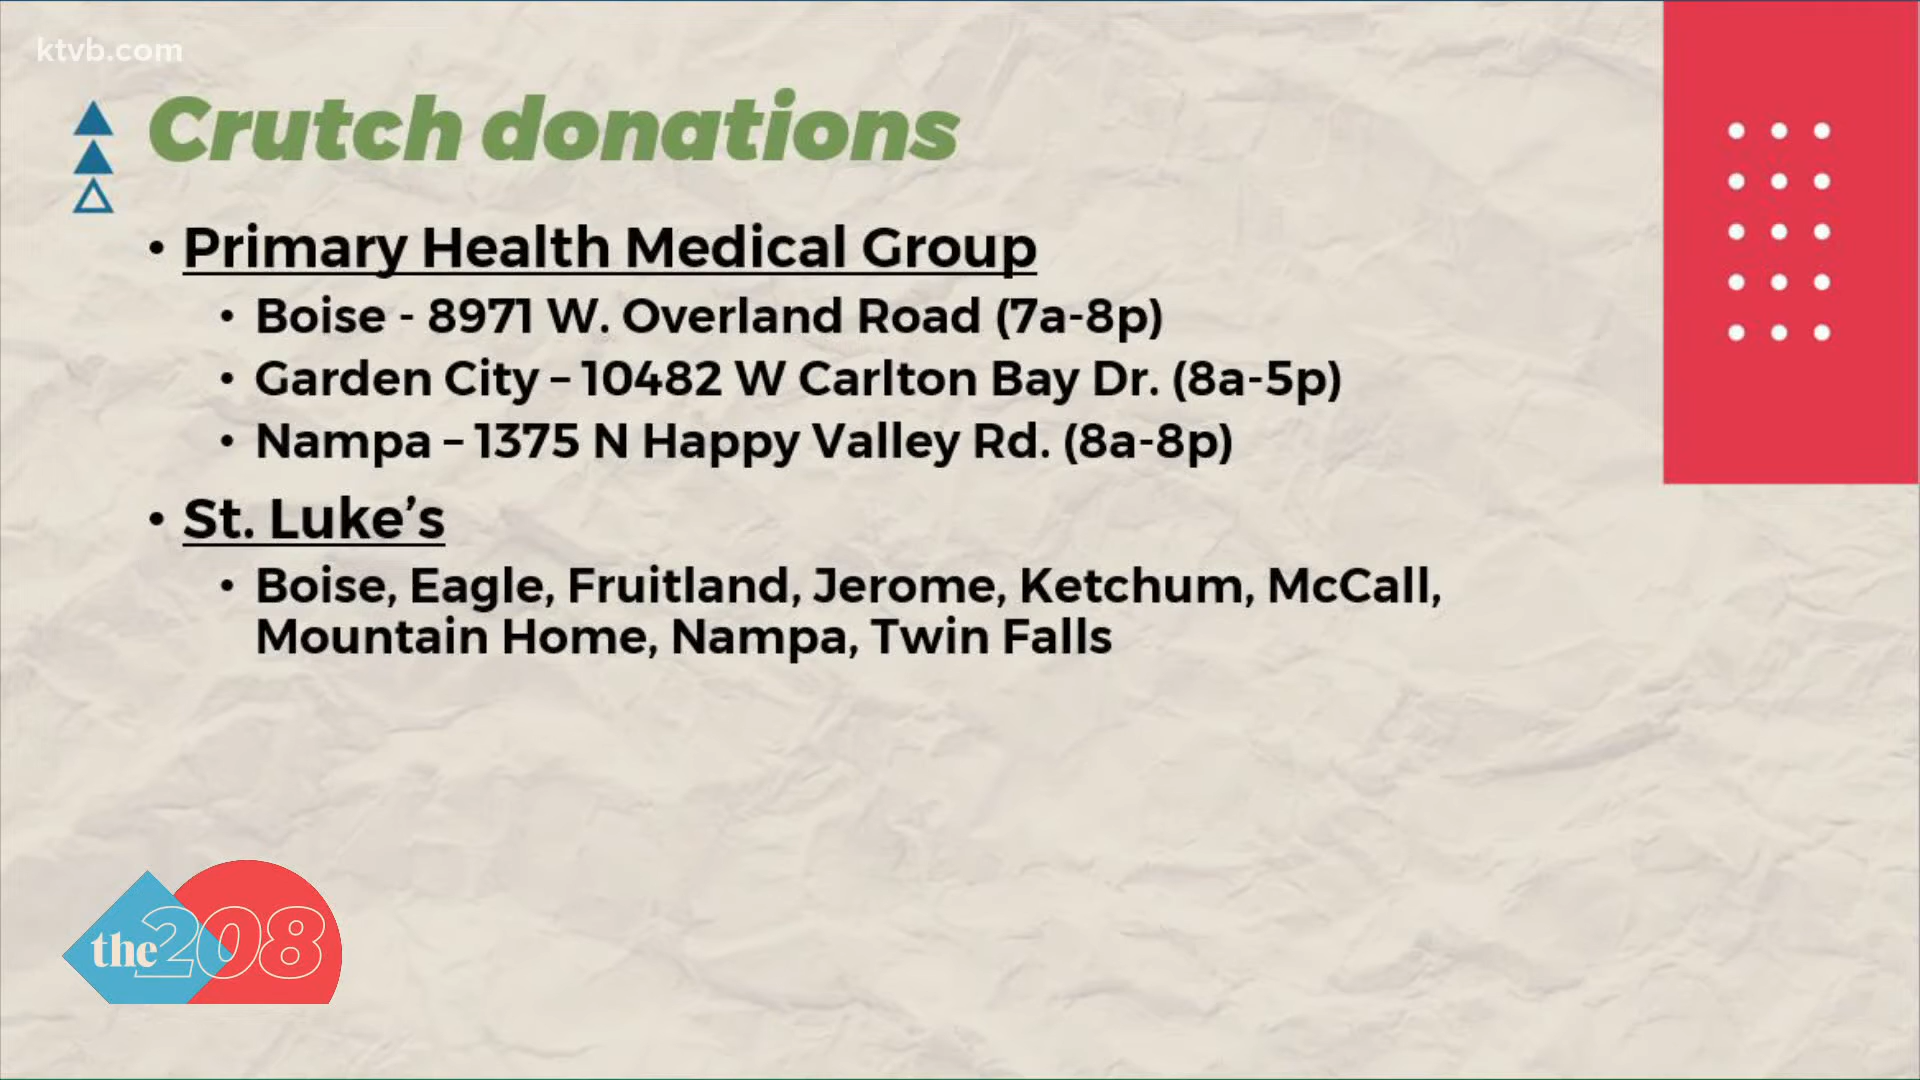 ktvb.com
Crutch donations
• Primary Health Medical Group
• Boise - 8971 W. Overland Road (7a-8p)
• Garden City – 10482 W Carlton Bay Dr. (8a-5p)
• Nampa – 1375 N Happy Valley Rd. (8a-8p)
• St. Luke’s
• Boise, Eagle, Fruitland, Jerome, Ketchum, McCall,
Mountain Home, Nampa, Twin Falls
the 208